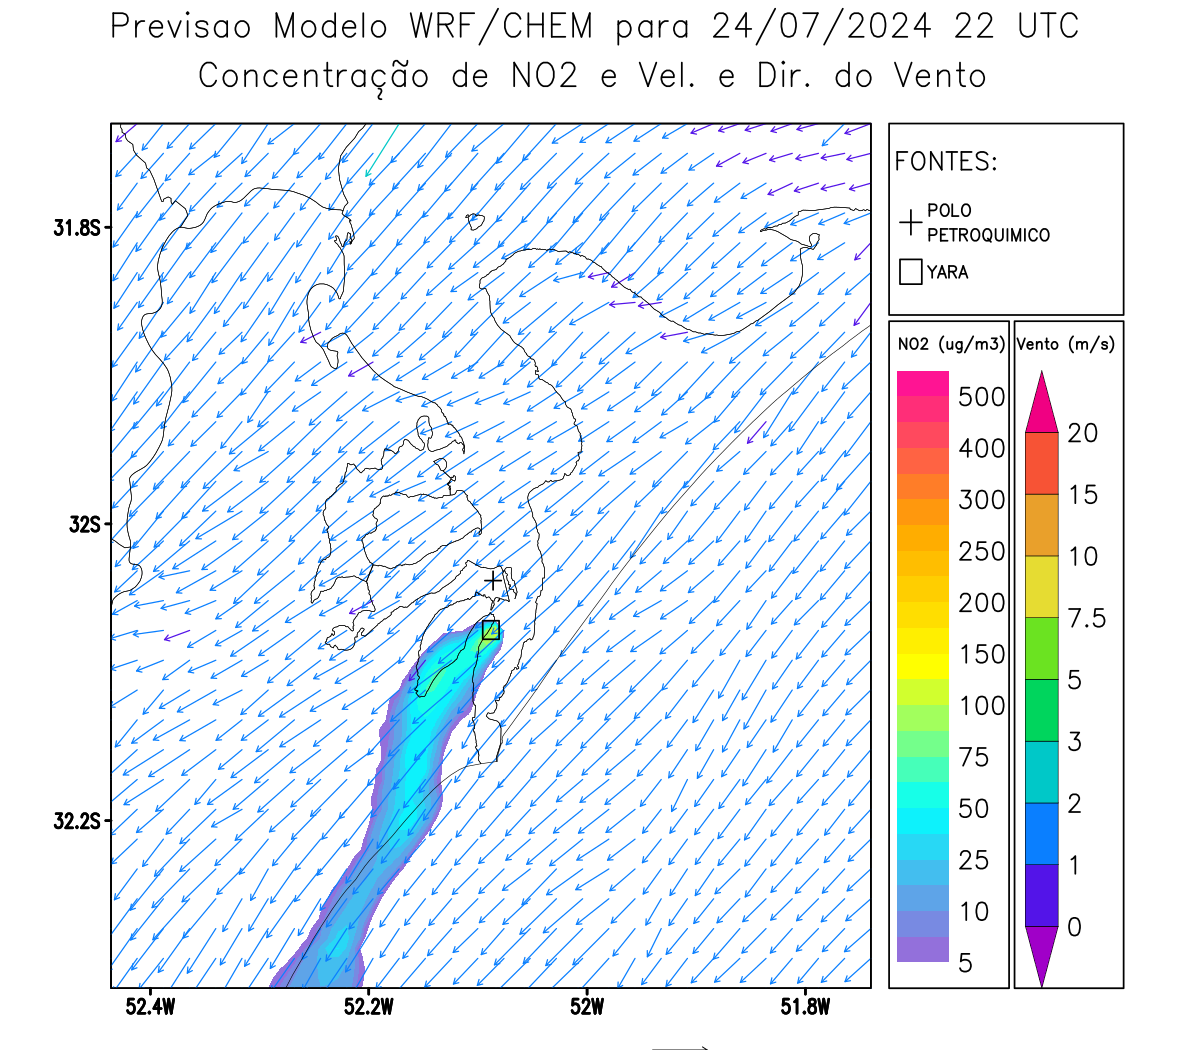 Previsao Modelo WRF/CHEM para 24/07/2024 22 UTC
Concentração de NO2 e Vel. e Dir. do Vento
FONTES:
POLO
PETROQUIMICO
YARA
31.8S
32S
32.2S
52.4W
52.2W
52W
51.8W
NO2 (ug/m3)
500
400
300
250
200
150
100
75
50
25
10
5
Vento (m/s)
20
15
10
7.5
5
3
2
1
0